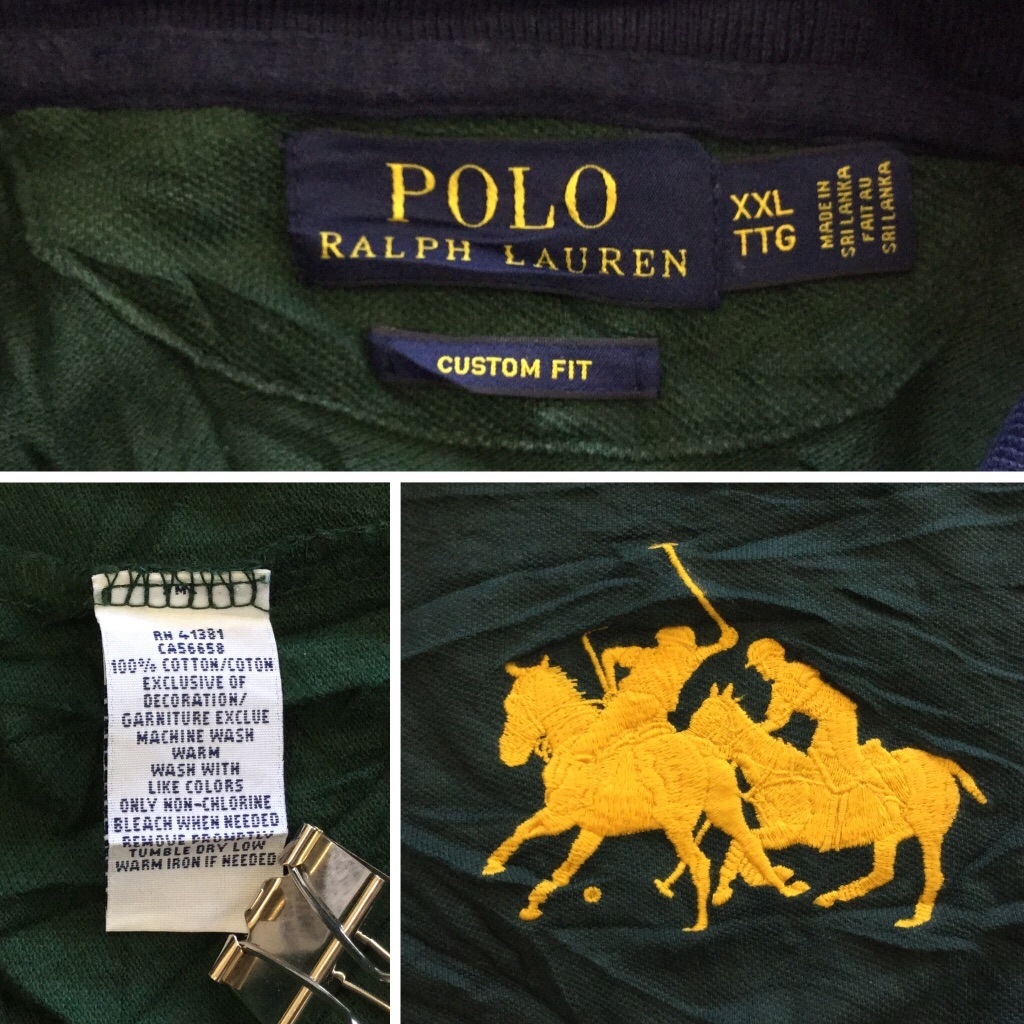 POLO
RALPH LAUREN
XXL
TTG
MADE IN
SRI LANKA
FAIT AU
SRI LANKA
CUSTOM FIT
RN 41381
CA56658
100% COTTON/COTON
EXCLUSIVE OF
DECORATION/
GARNITURE EXCLUE
MACHINE WASH
WARM
WASH WITH
LIKE COLORS
ONLY NON-CHLORINE
BLEACH WHEN NEEDED
REMOVE PROMPTLY
TUMBLE DRY LOW
WARM IRON IF NEEDED